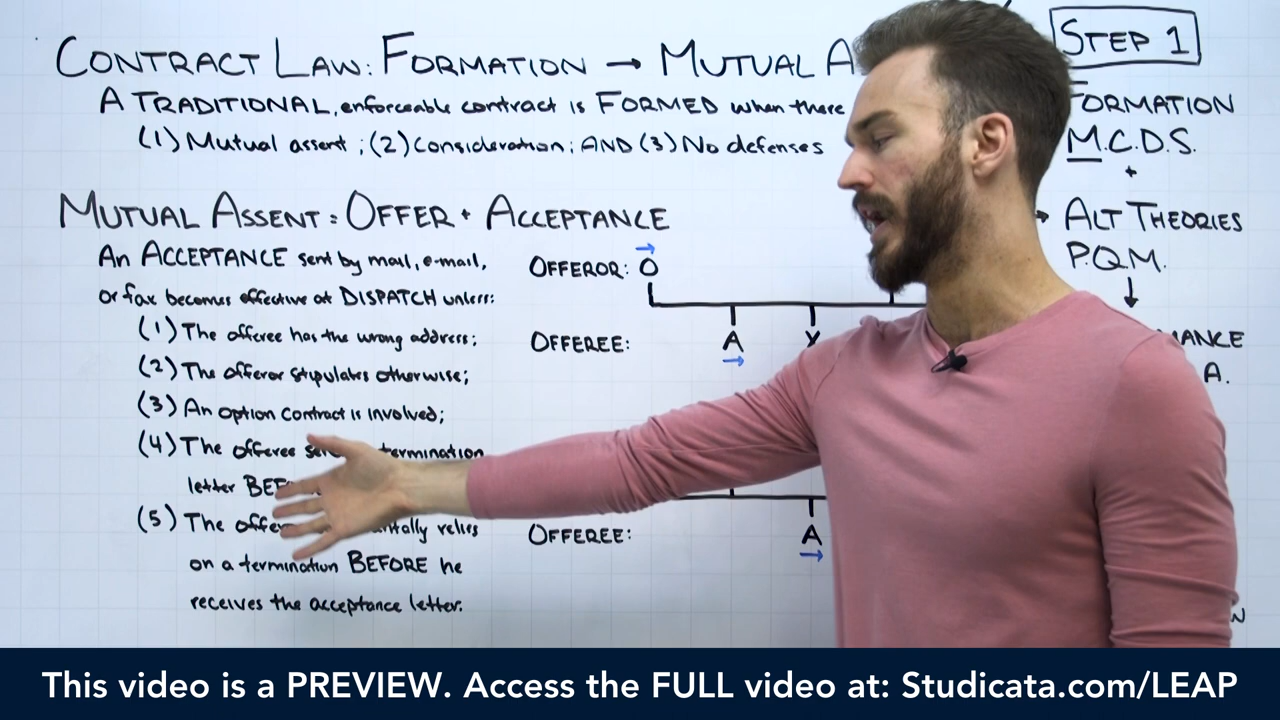 CONTRACT LAW: FORMATION → MUTUAL A
STEP 1
A TRADITIONAL, enforceable contract is FORMED when there
(1) Mutual assent; (2) Consideration; AND (3) No defenses
FORMATION
M.C.D.S.
+
ALT THEORIES
P.Q.M.
MUTUAL ASSENT = OFFER + ACCEPTANCE
An ACCEPTANCE sent by mail, e-mail,
or fax becomes effective at DISPATCH unless:
(1) The offeree has the wrong address;
(2) The offeror stipulates otherwise;
(3) An option contract is involved;
(4) The offeree
letter
(5) The relies
on a termination BEFORE he
receives the acceptance letter.
OFFEROR: O
OFFEREE: A X
A.
OFFEREE: A
This video is a PREVIEW. Access the FULL video at: Studicata.com/LEAP